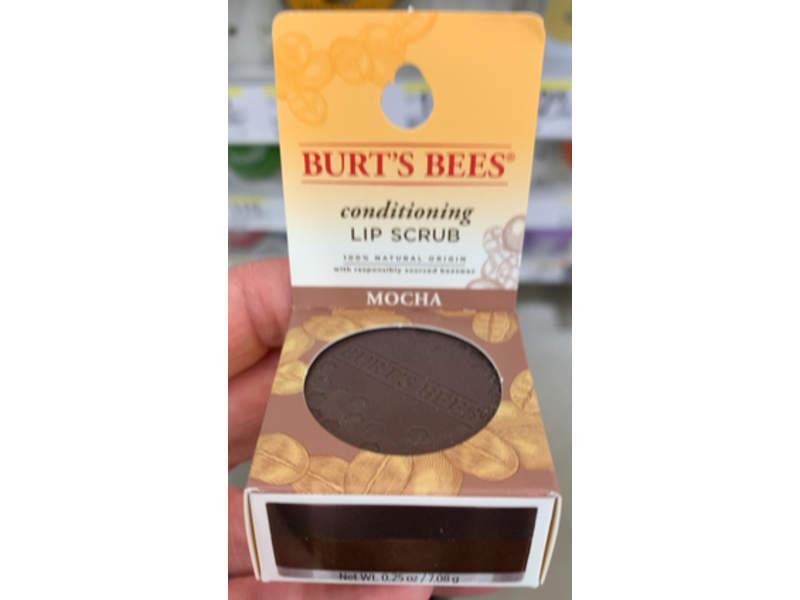 BURT'S BEES®
conditioning
LIP SCRUB
100% NATURAL ORIGIN
with responsibly sourced beeswax
MOCHA
BURT'S BEES
Net Wt. 0.25 oz / 7.08 g